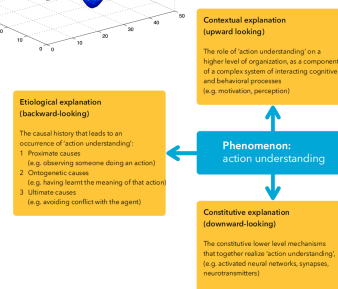 50
40
30
20
10
0
0
10
Contextual explanation
(upward looking)
The role of 'action understanding' on a
higher level of organization, as a component
of a complex system of interacting cognitive
and behavioral processes
(e.g. motivation, perception)
Etiological explanation
(backward-looking)
The causal history that leads to an
occurrence of 'action understanding':
1 Proximate causes
(e.g. observing someone doing an action)
2 Ontogenetic causes
(e.g. having learnt the meaning of that action)
3 Ultimate causes
(e.g. avoiding conflict with the agent)
Phenomenon:
action understanding
Constitutive explanation
(downward-looking)
The constitutive lower level mechanisms
that together realize 'action understanding',
(e.g. activated neural networks, synapses,
neurotransmitters)